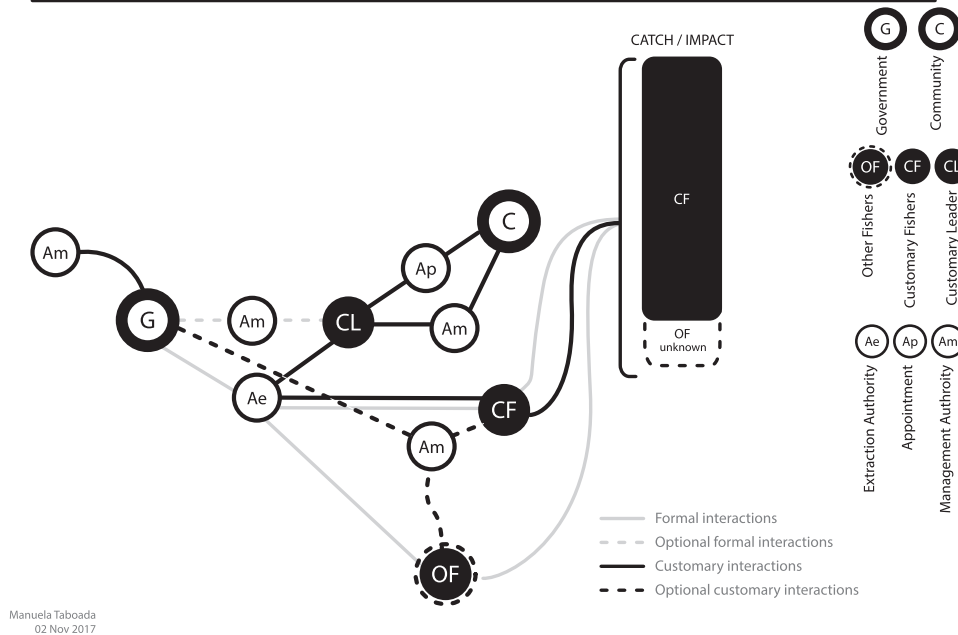 CATCH / IMPACT
G
C
Government
Community
OF
CF
CL
Other Fishers
Customary Fishers
Customary Leader
Ae
Ap
Am
Extraction Authority
Appointment
Management Authroity
CF
OF
unknown
C
Am
Ap
G
Am
CL
Am
Ae
CF
Am
OF
Formal interactions
Optional formal interactions
Customary interactions
Optional customary interactions
Manuela Taboada
02 Nov 2017